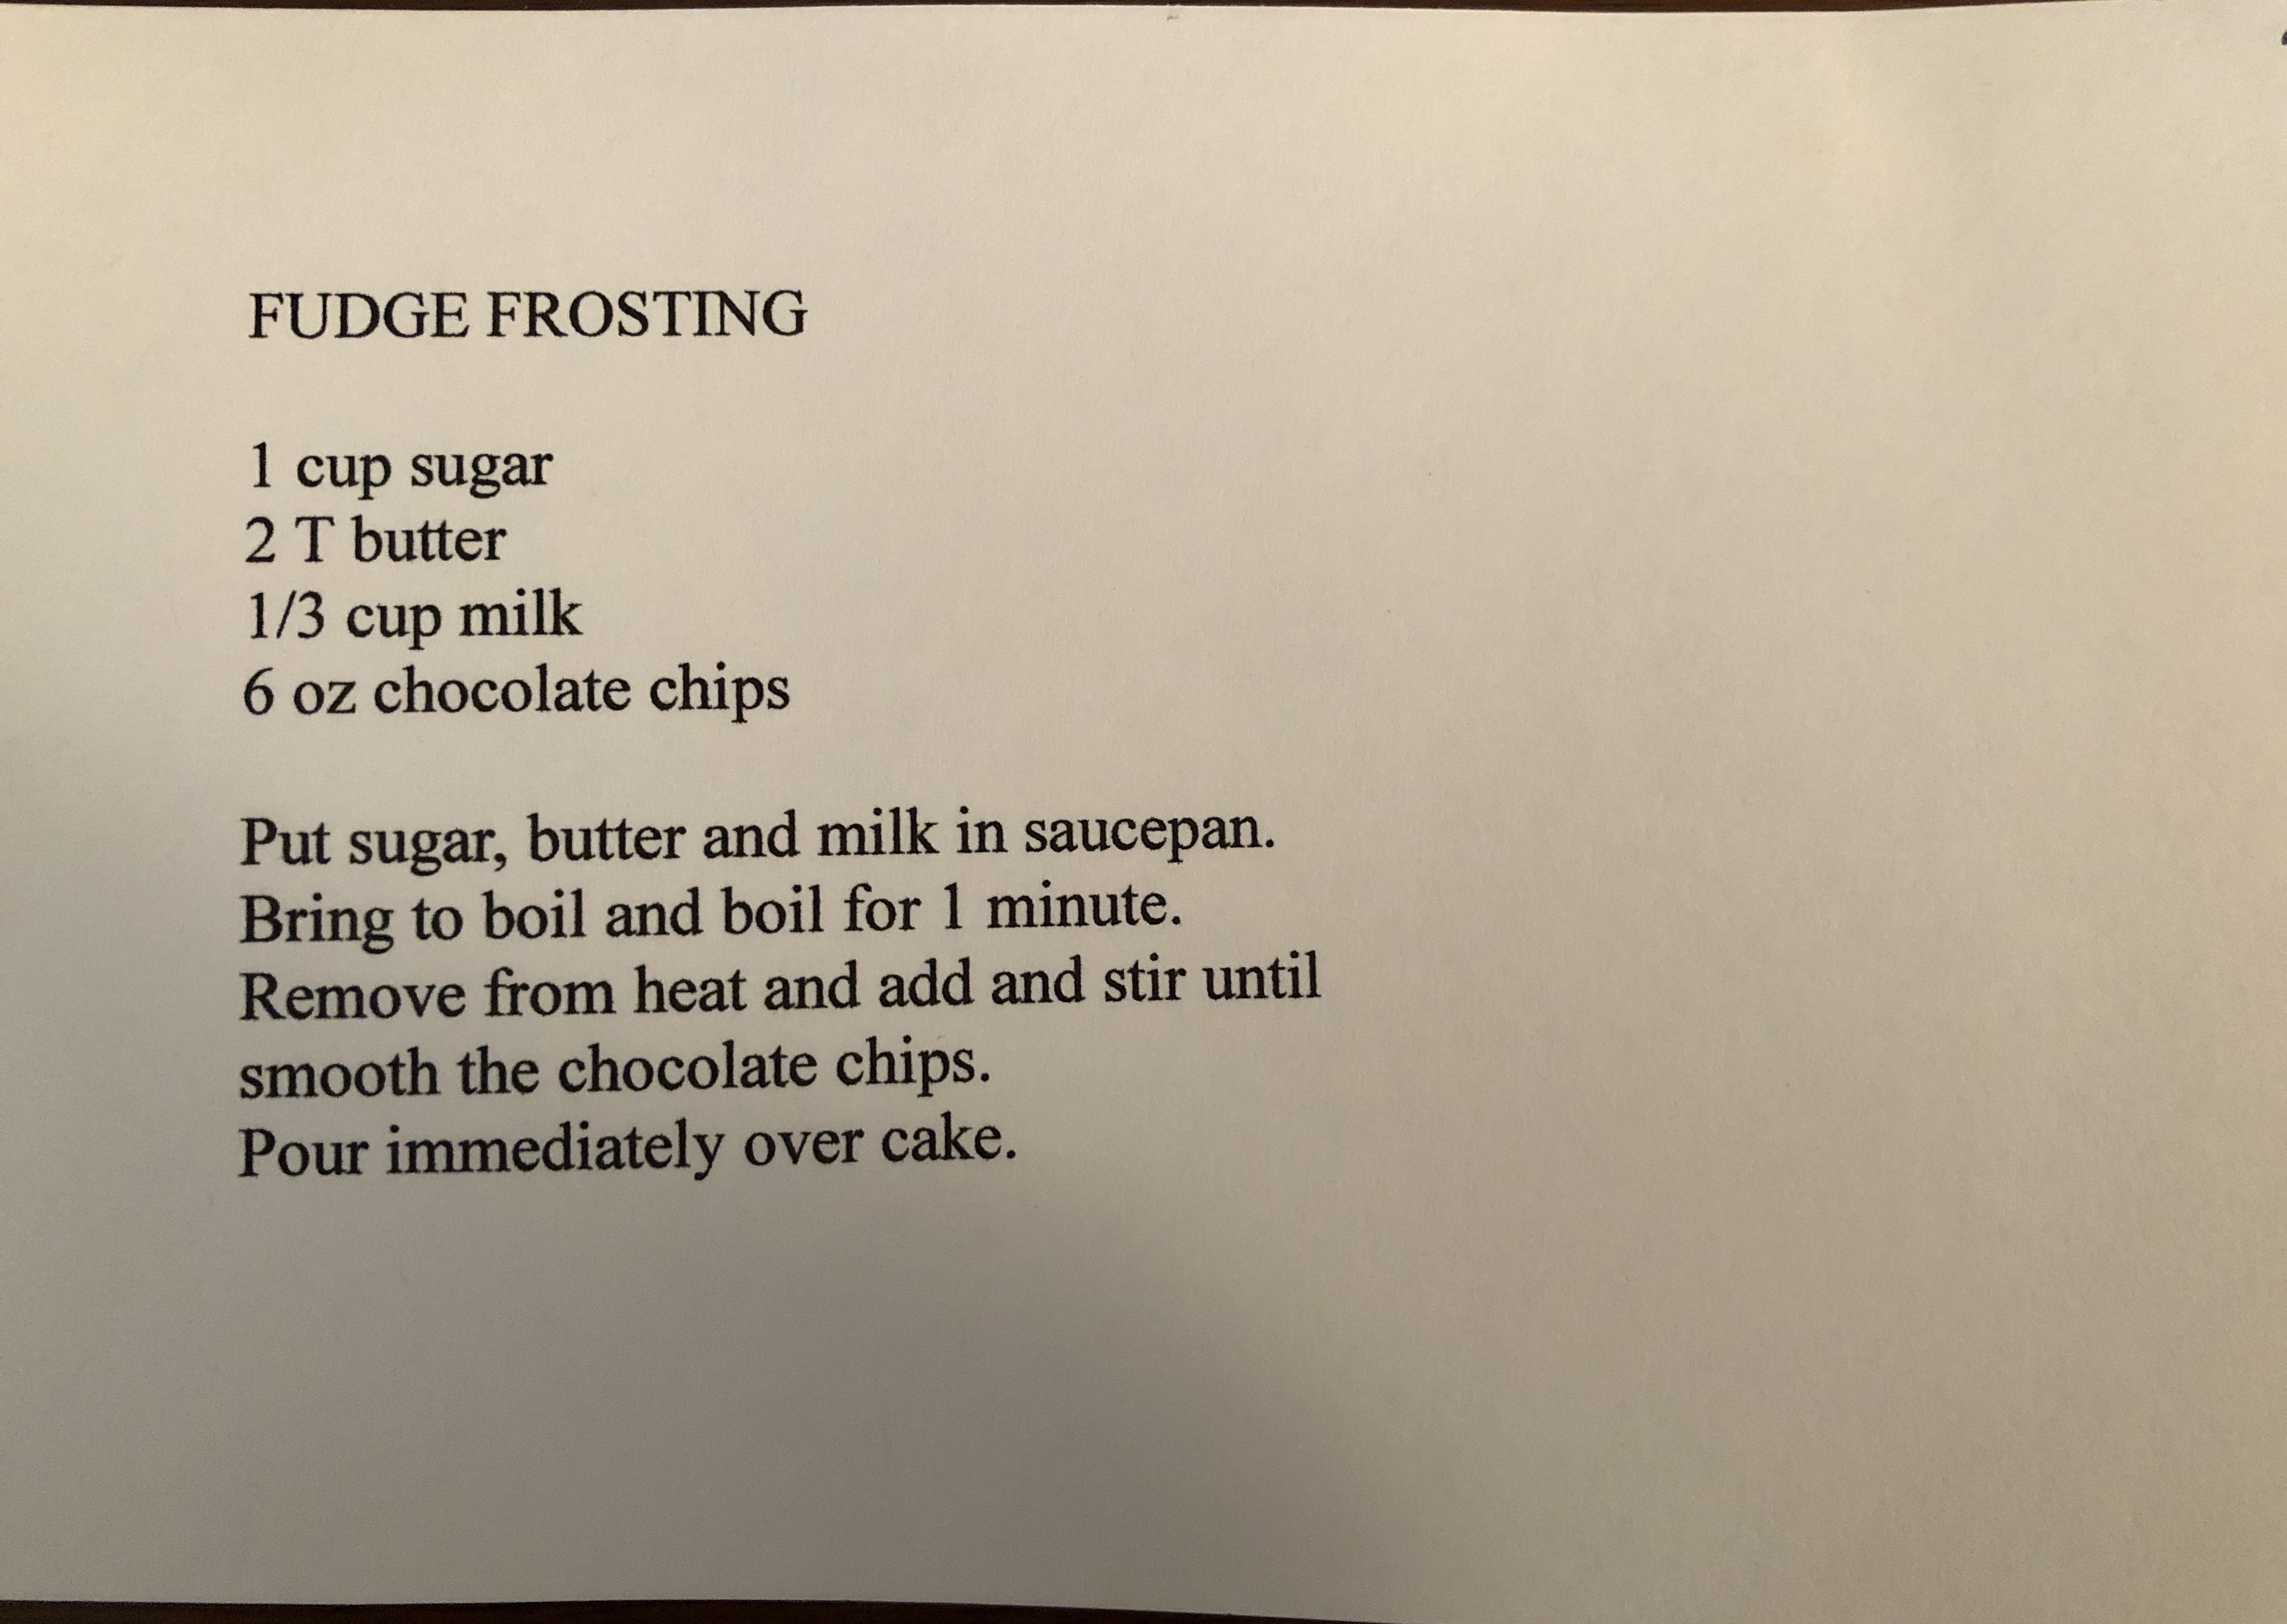 FUDGE FROSTING
1 cup sugar
2 T butter
1/3 cup milk
6 oz chocolate chips
Put sugar, butter and milk in saucepan.
Bring to boil and boil for 1 minute.
Remove from heat and add and stir until
smooth the chocolate chips.
Pour immediately over cake.